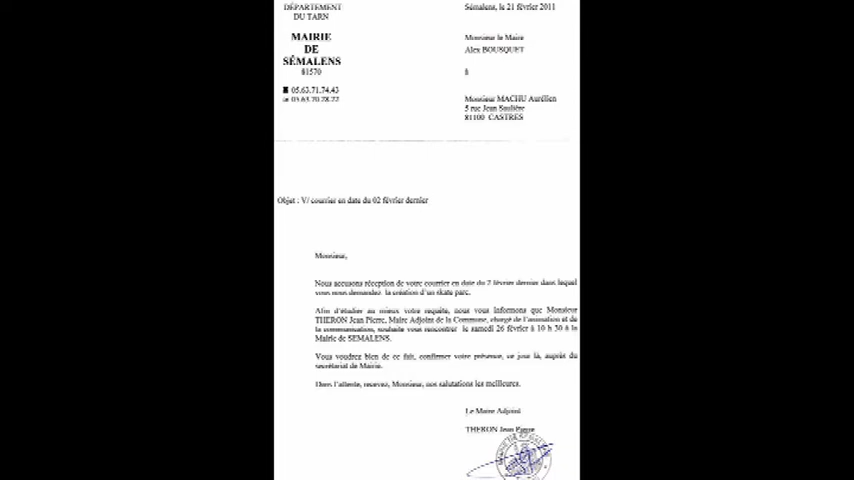 DÉPARTEMENT
DU TARN
MAIRIE
DE
SÉMALENS
81570
05.63.71.74.43
05.63.70.78.72
Sémalens, le 21 février 2011
Monsieur le Maire
Alex BOUSQUET
à
Monsieur MACHU Aurélien
5 rue Jean
81100 CASTRES
Objet : V/ courrier en date du 02 février dernier
Monsieur,
Nous accusons réception de votre courrier en date du 2 février dernier dans lequel
vous nous demandez la création d'un skate parc.
Afin d'étudier au mieux votre requête, nous vous informons que Monsieur
THERON Jean Pierre, Maire Adjoint de la Commune, chargé de l'animation et de
la communication, souhaite vous rencontrer le samedi 26 février à 10 h 30 à la
Mairie de SEMALENS.
Vous voudrez bien de ce fait, confirmer votre présence, ce jour là, auprès du
secrétariat de Mairie.
Dans l'attente, recevez, Monsieur, nos salutations les meilleures.
Le Maire Adjoint
THERON Jean Pierre